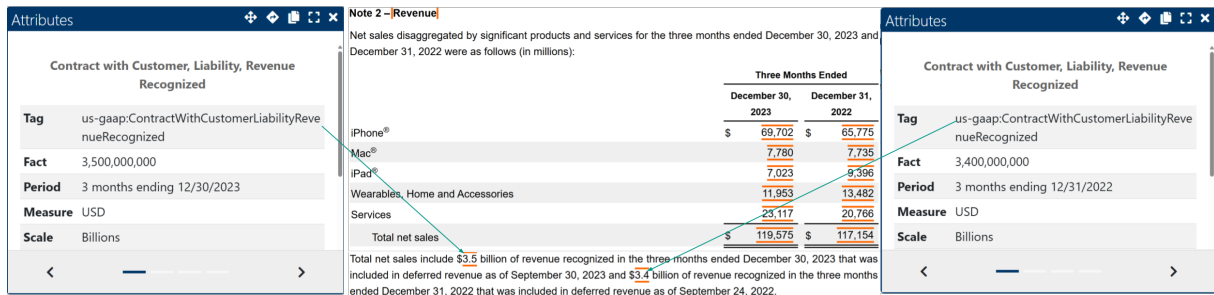 Attributes
Contract with Customer, Liability, Revenue
Recognized
Tag us-gaap:ContractWithCustomerLiabilityReve
nueRecognized
Fact 3,500,000,000
Period 3 months ending 12/30/2023
Measure USD
Scale Billions
Note 2 – Revenue
Net sales disaggregated by significant products and services for the three months ended December 30, 2023 and
December 31, 2022 were as follows (in millions):
Three Months Ended
December 30, December 31,
2023 2022
iPhone® $ 69,702 $ 65,775
Mac® 7,780 7,735
iPad® 7,023 9,396
Wearables, Home and Accessories 11,953 13,482
Services 23,117 20,766
Total net sales $ 119,575 $ 117,154
Total net sales include $3.5 billion of revenue recognized in the three months ended December 30, 2023 that was
included in deferred revenue as of September 30, 2023 and $3.4 billion of revenue recognized in the three months
ended December 31, 2022 that was included in deferred revenue as of September 24, 2022.
Attributes
Contract with Customer, Liability, Revenue
Recognized
Tag us-gaap:ContractWithCustomerLiabilityReve
nueRecognized
Fact 3,400,000,000
Period 3 months ending 12/31/2022
Measure USD
Scale Billions